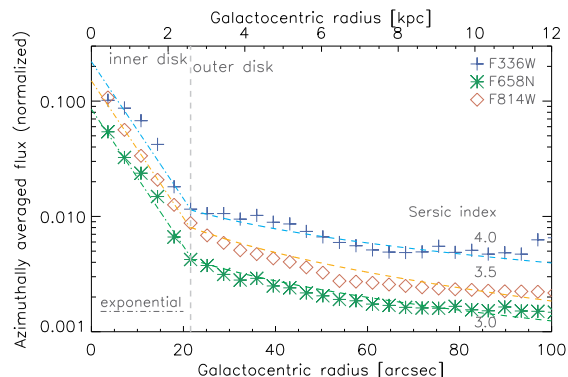 Galactocentric radius [kpc]
0 2 4 6 8 10 12
inner disk
outer disk
F336W
F658N
F814W
Azimuthally averaged flux (normalized)
0.100
0.010
0.001
Sersic index
4.0
3.5
3.0
exponential
0 20 40 60 80 100
Galactocentric radius [arcsec]